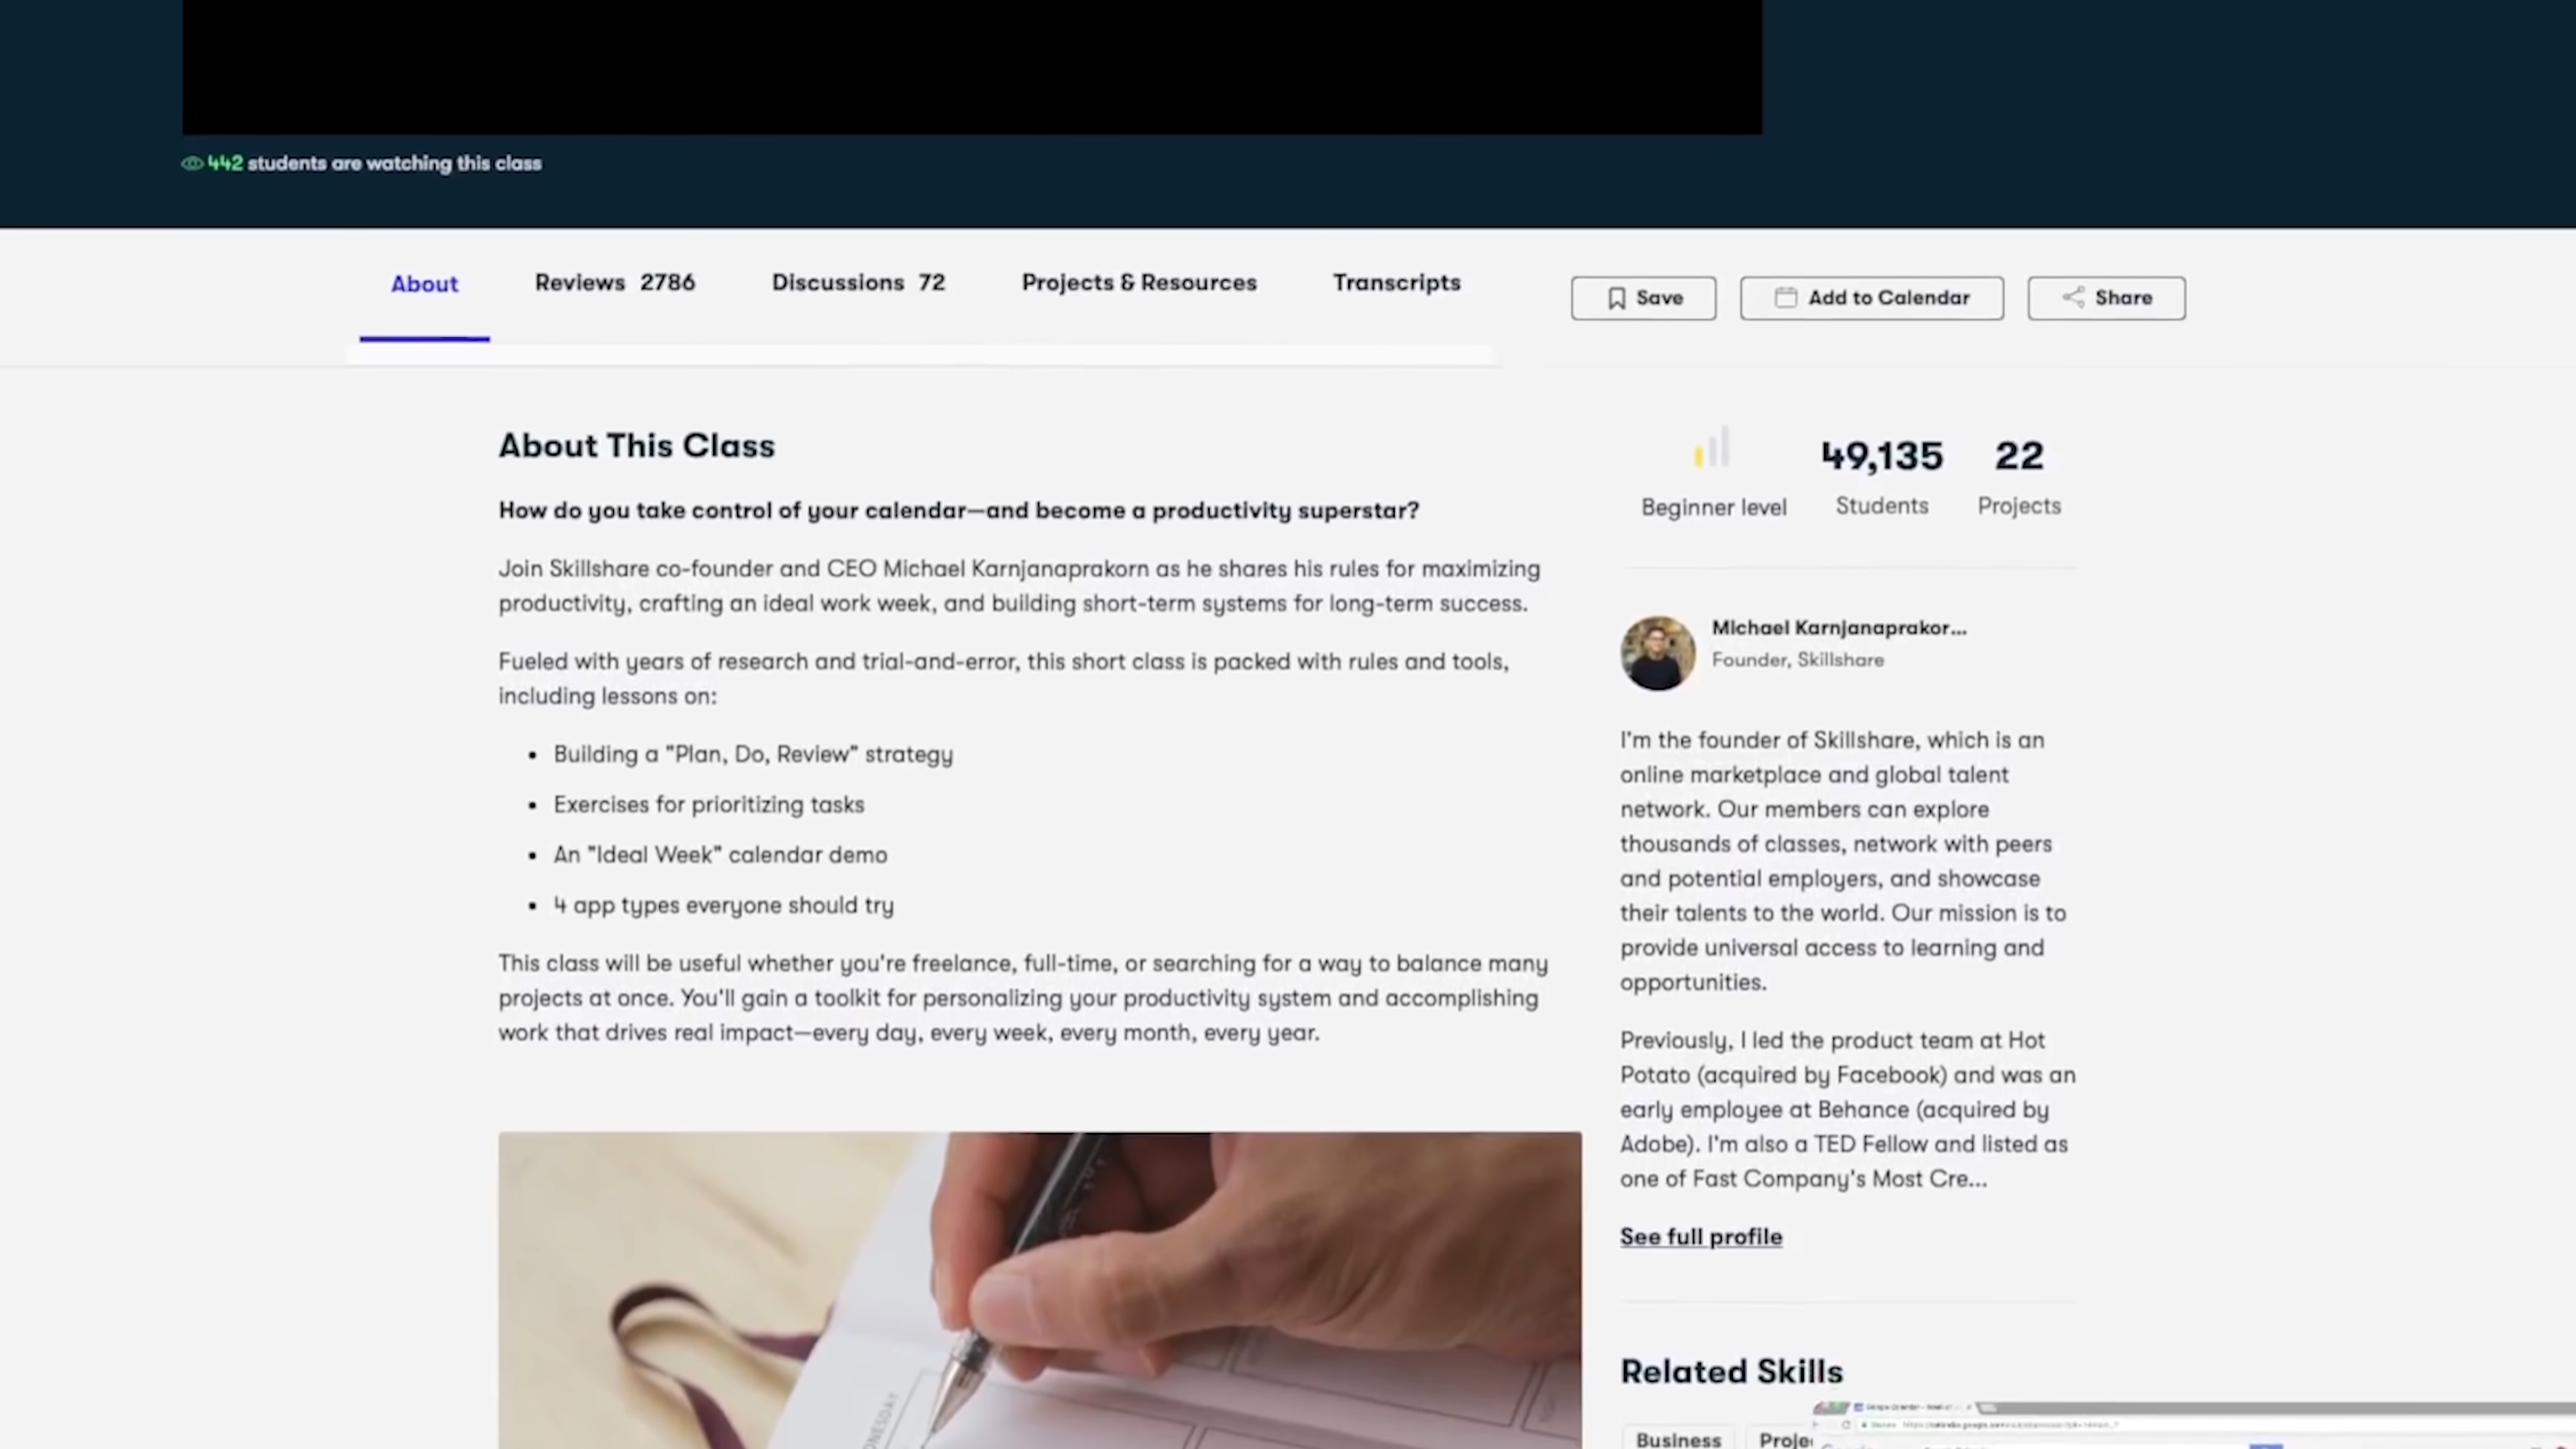 442 students are watching this class
About
Reviews 2786
Discussions 72
Projects & Resources
Transcripts
Save
Add to Calendar
Share
About This Class
How do you take control of your calendar—and become a productivity superstar?
Join Skillshare co-founder and CEO Michael Karnjanaprakorn as he shares his rules for maximizing
productivity, crafting an ideal work week, and building short-term systems for long-term success.
Fueled with years of research and trial-and-error, this short class is packed with rules and tools,
including lessons on:
• Building a "Plan, Do, Review" strategy
• Exercises for prioritizing tasks
• An "Ideal Week" calendar demo
• 4 app types everyone should try
This class will be useful whether you're freelance, full-time, or searching for a way to balance many
projects at once. You'll gain a toolkit for personalizing your productivity system and accomplishing
work that drives real impact—every day, every week, every month, every year.
Beginner level
49,135
Students
22
Projects
Michael Karnjanaprakor...
Founder, Skillshare
I'm the founder of Skillshare, which is an
online marketplace and global talent
network. Our members can explore
thousands of classes, network with peers
and potential employers, and showcase
their talents to the world. Our mission is to
provide universal access to learning and
opportunities.
Previously, I led the product team at Hot
Potato (acquired by Facebook) and was an
early employee at Behance (acquired by
Adobe). I'm also a TED Fellow and listed as
one of Fast Company's Most Cre...
See full profile
Related Skills
Business